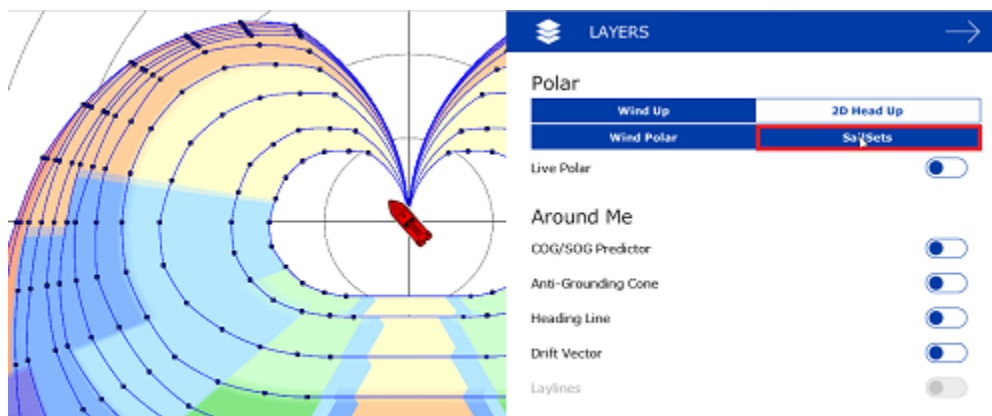 LAYERS
Polar
Wind Up 2D Head Up
Wind Polar SailSets
Live Polar
Around Me
COG/SOG Predictor
Anti-Grounding Cone
Heading Line
Drift Vector
Laylines